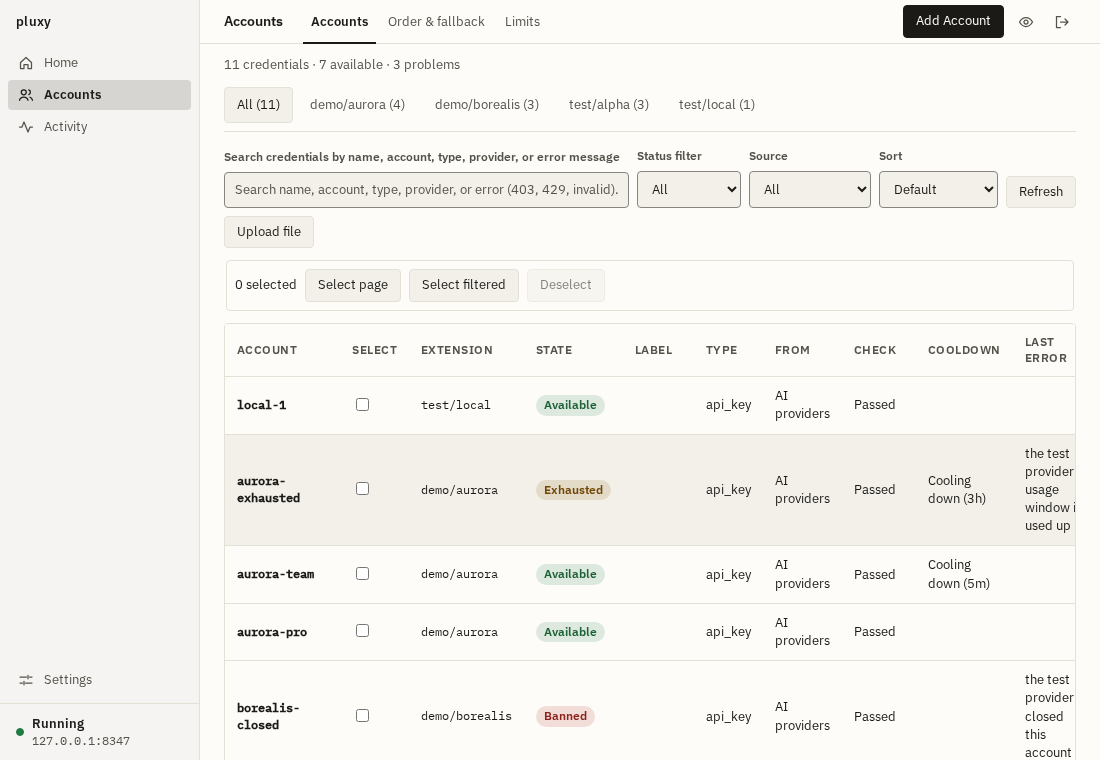 pluxy
Home
Accounts
Activity
Settings
Running
127.0.0.1:8347
Accounts
Accounts Order & fallback Limits
Add Account
11 credentials · 7 available · 3 problems
All (11) demo/aurora (4) demo/borealis (3) test/alpha (3) test/local (1)
Search credentials by name, account, type, provider, or error message Status filter Source Sort
Search name, account, type, provider, or error (403, 429, invalid). All All Default Refresh
Upload file
0 selected Select page Select filtered Deselect
ACCOUNT SELECT EXTENSION STATE LABEL TYPE FROM CHECK COOLDOWN LAST ERROR
local-1 test/local Available api_key AI providers Passed
aurora-exhausted demo/aurora Exhausted api_key AI providers Passed Cooling down (3h) the test provider usage window i used up
aurora-team demo/aurora Available api_key AI providers Passed Cooling down (5m)
aurora-pro demo/aurora Available api_key AI providers Passed
borealis-closed demo/borealis Banned api_key AI providers Passed the test provider closed this account